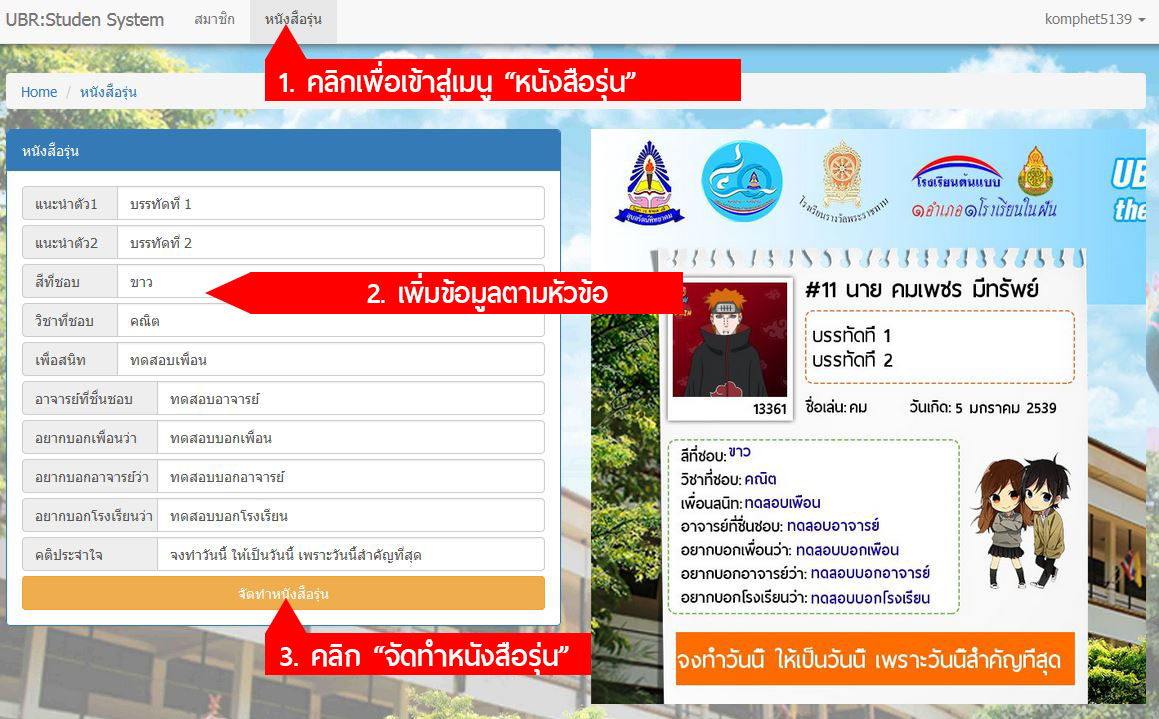 UBR:Studen System
สมาชิก
หนังสือรุ่น
komphet5139
1. คลิกเพื่อเข้าสู่เมนู “หนังสือรุ่น”
Home / หนังสือรุ่น
หนังสือรุ่น
แนะนำตัว1 บรรทัดที่ 1
แนะนำตัว2 บรรทัดที่ 2
สีที่ชอบ ขาว
2. เพิ่มข้อมูลตามหัวข้อ
วิชาที่ชอบ คณิต
เพื่อสนิท ทดสอบเพื่อน
อาจารย์ที่ชื่นชอบ ทดสอบอาจารย์
อยากบอกเพื่อนว่า ทดสอบบอกเพื่อน
อยากบอกอาจารย์ว่า ทดสอบบอกอาจารย์
อยากบอกโรงเรียนว่า ทดสอบบอกโรงเรียน
คติประจำใจ จงทำวันนี้ ให้เป็นวันนี้ เพราะวันนี้สำคัญที่สุด
จัดทำหนังสือรุ่น
3. คลิก “จัดทำหนังสือรุ่น”
โรงเรียนรางวัลพระราชทาน
โรงเรียนต้นแบบ
๑อำเภอ๑โรงเรียนในฝัน
UB
the
#11 นาย คมเพชร มีทรัพย์
บรรทัดที่ 1
บรรทัดที่ 2
13361
ชื่อเล่น: คม วันเกิด: 5 มกราคม 2539
สีที่ชอบ: ขาว
วิชาที่ชอบ: คณิต
เพื่อนสนิท: ทดสอบเพื่อน
อาจารย์ที่ชื่นชอบ: ทดสอบอาจารย์
อยากบอกเพื่อนว่า: ทดสอบบอกเพื่อน
อยากบอกอาจารย์ว่า: ทดสอบบอกอาจารย์
อยากบอกโรงเรียนว่า: ทดสอบบอกโรงเรียน
จงทำวันนี้ ให้เป็นวันนี้ เพราะวันนี้สำคัญที่สุด